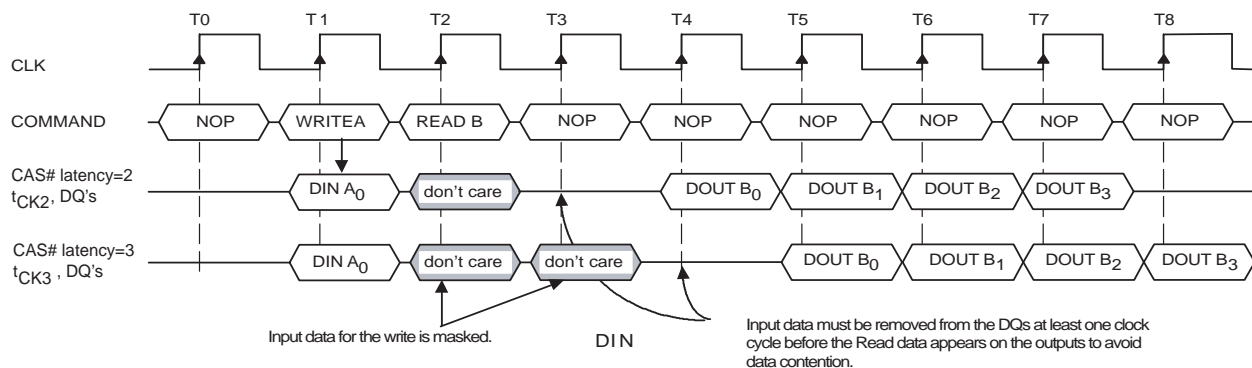 T0 T1 T2 T3 T4 T5 T6 T7 T8
CLK
COMMAND NOP WRITEA READ B NOP NOP NOP NOP NOP NOP
CAS# latency=2
tCK2, DQ's DIN A0 don't care DOUT B0 DOUT B1 DOUT B2 DOUT B3
CAS# latency=3
tCK3 , DQ's DIN A0 don't care don't care DOUT B0 DOUT B1 DOUT B2 DOUT B3
Input data for the write is masked.
DIN
Input data must be removed from the DQs at least one clock
cycle before the Read data appears on the outputs to avoid
data contention.